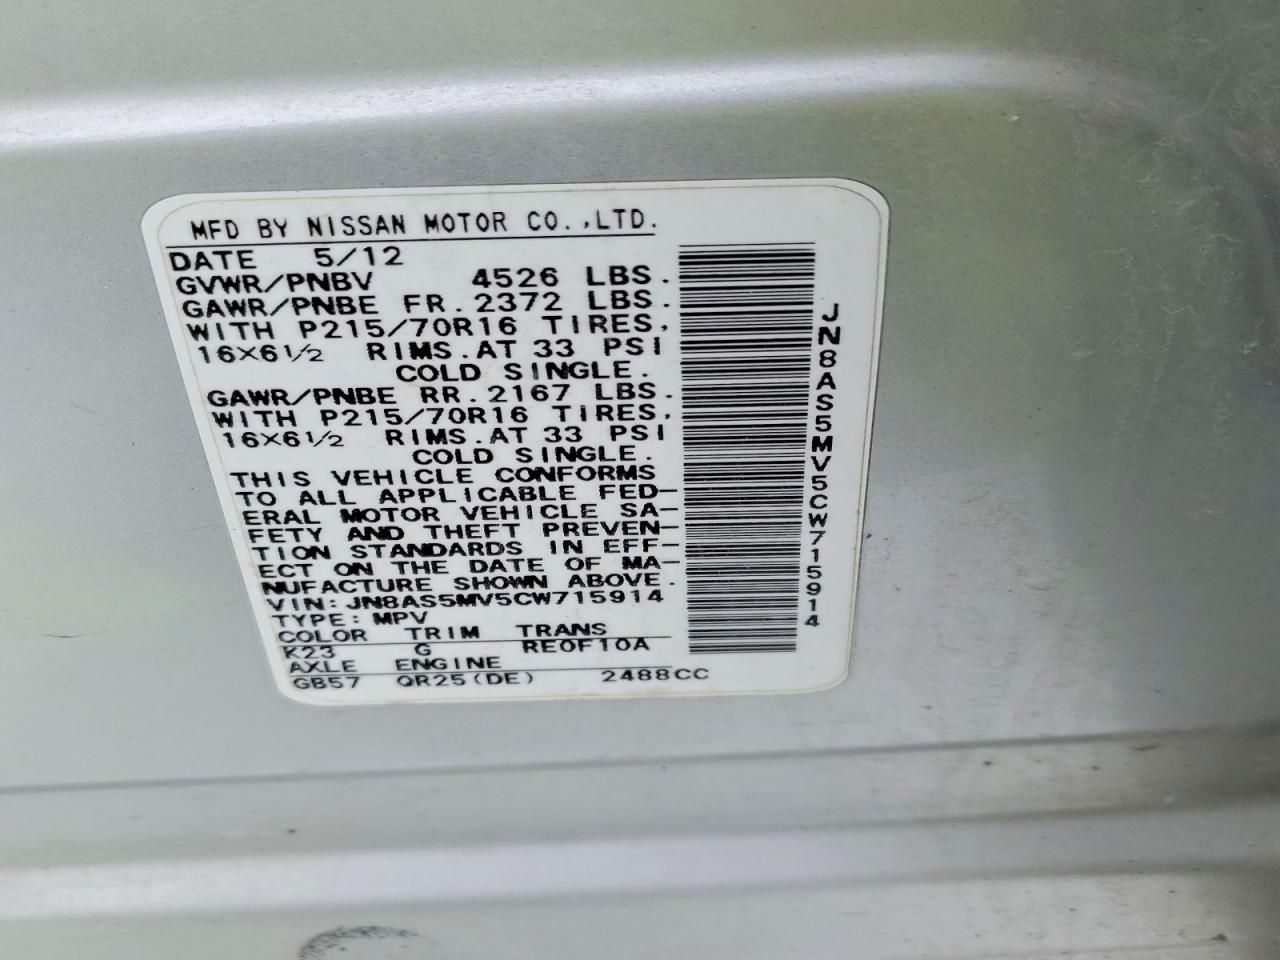 MFD BY NISSAN MOTOR CO.,LTD.
DATE 5/12
GVWR/PNBV 4526 LBS.
GAWR/PNBE FR.2372 LBS.
WITH P215/70R16 TIRES,
16×6½ RIMS.AT 33 PSI
COLD SINGLE.
GAWR/PNBE RR.2167 LBS.
WITH P215/70R16 TIRES,
16×6½ RIMS.AT 33 PSI
COLD SINGLE.
THIS VEHICLE CONFORMS
TO ALL APPLICABLE FED-
ERAL MOTOR VEHICLE SA-
FETY AND THEFT PREVEN-
TION STANDARDS IN EFF-
ECT ON THE DATE OF MA-
NUFACTURE SHOWN ABOVE.
VIN: JN8AS5MV5CW715914
TYPE: MPV
COLOR TRIM TRANS
K23 G RE0F10A
AXLE ENGINE
GB57 QR25(DE) 2488CC
JN8AS5MV5CW715914